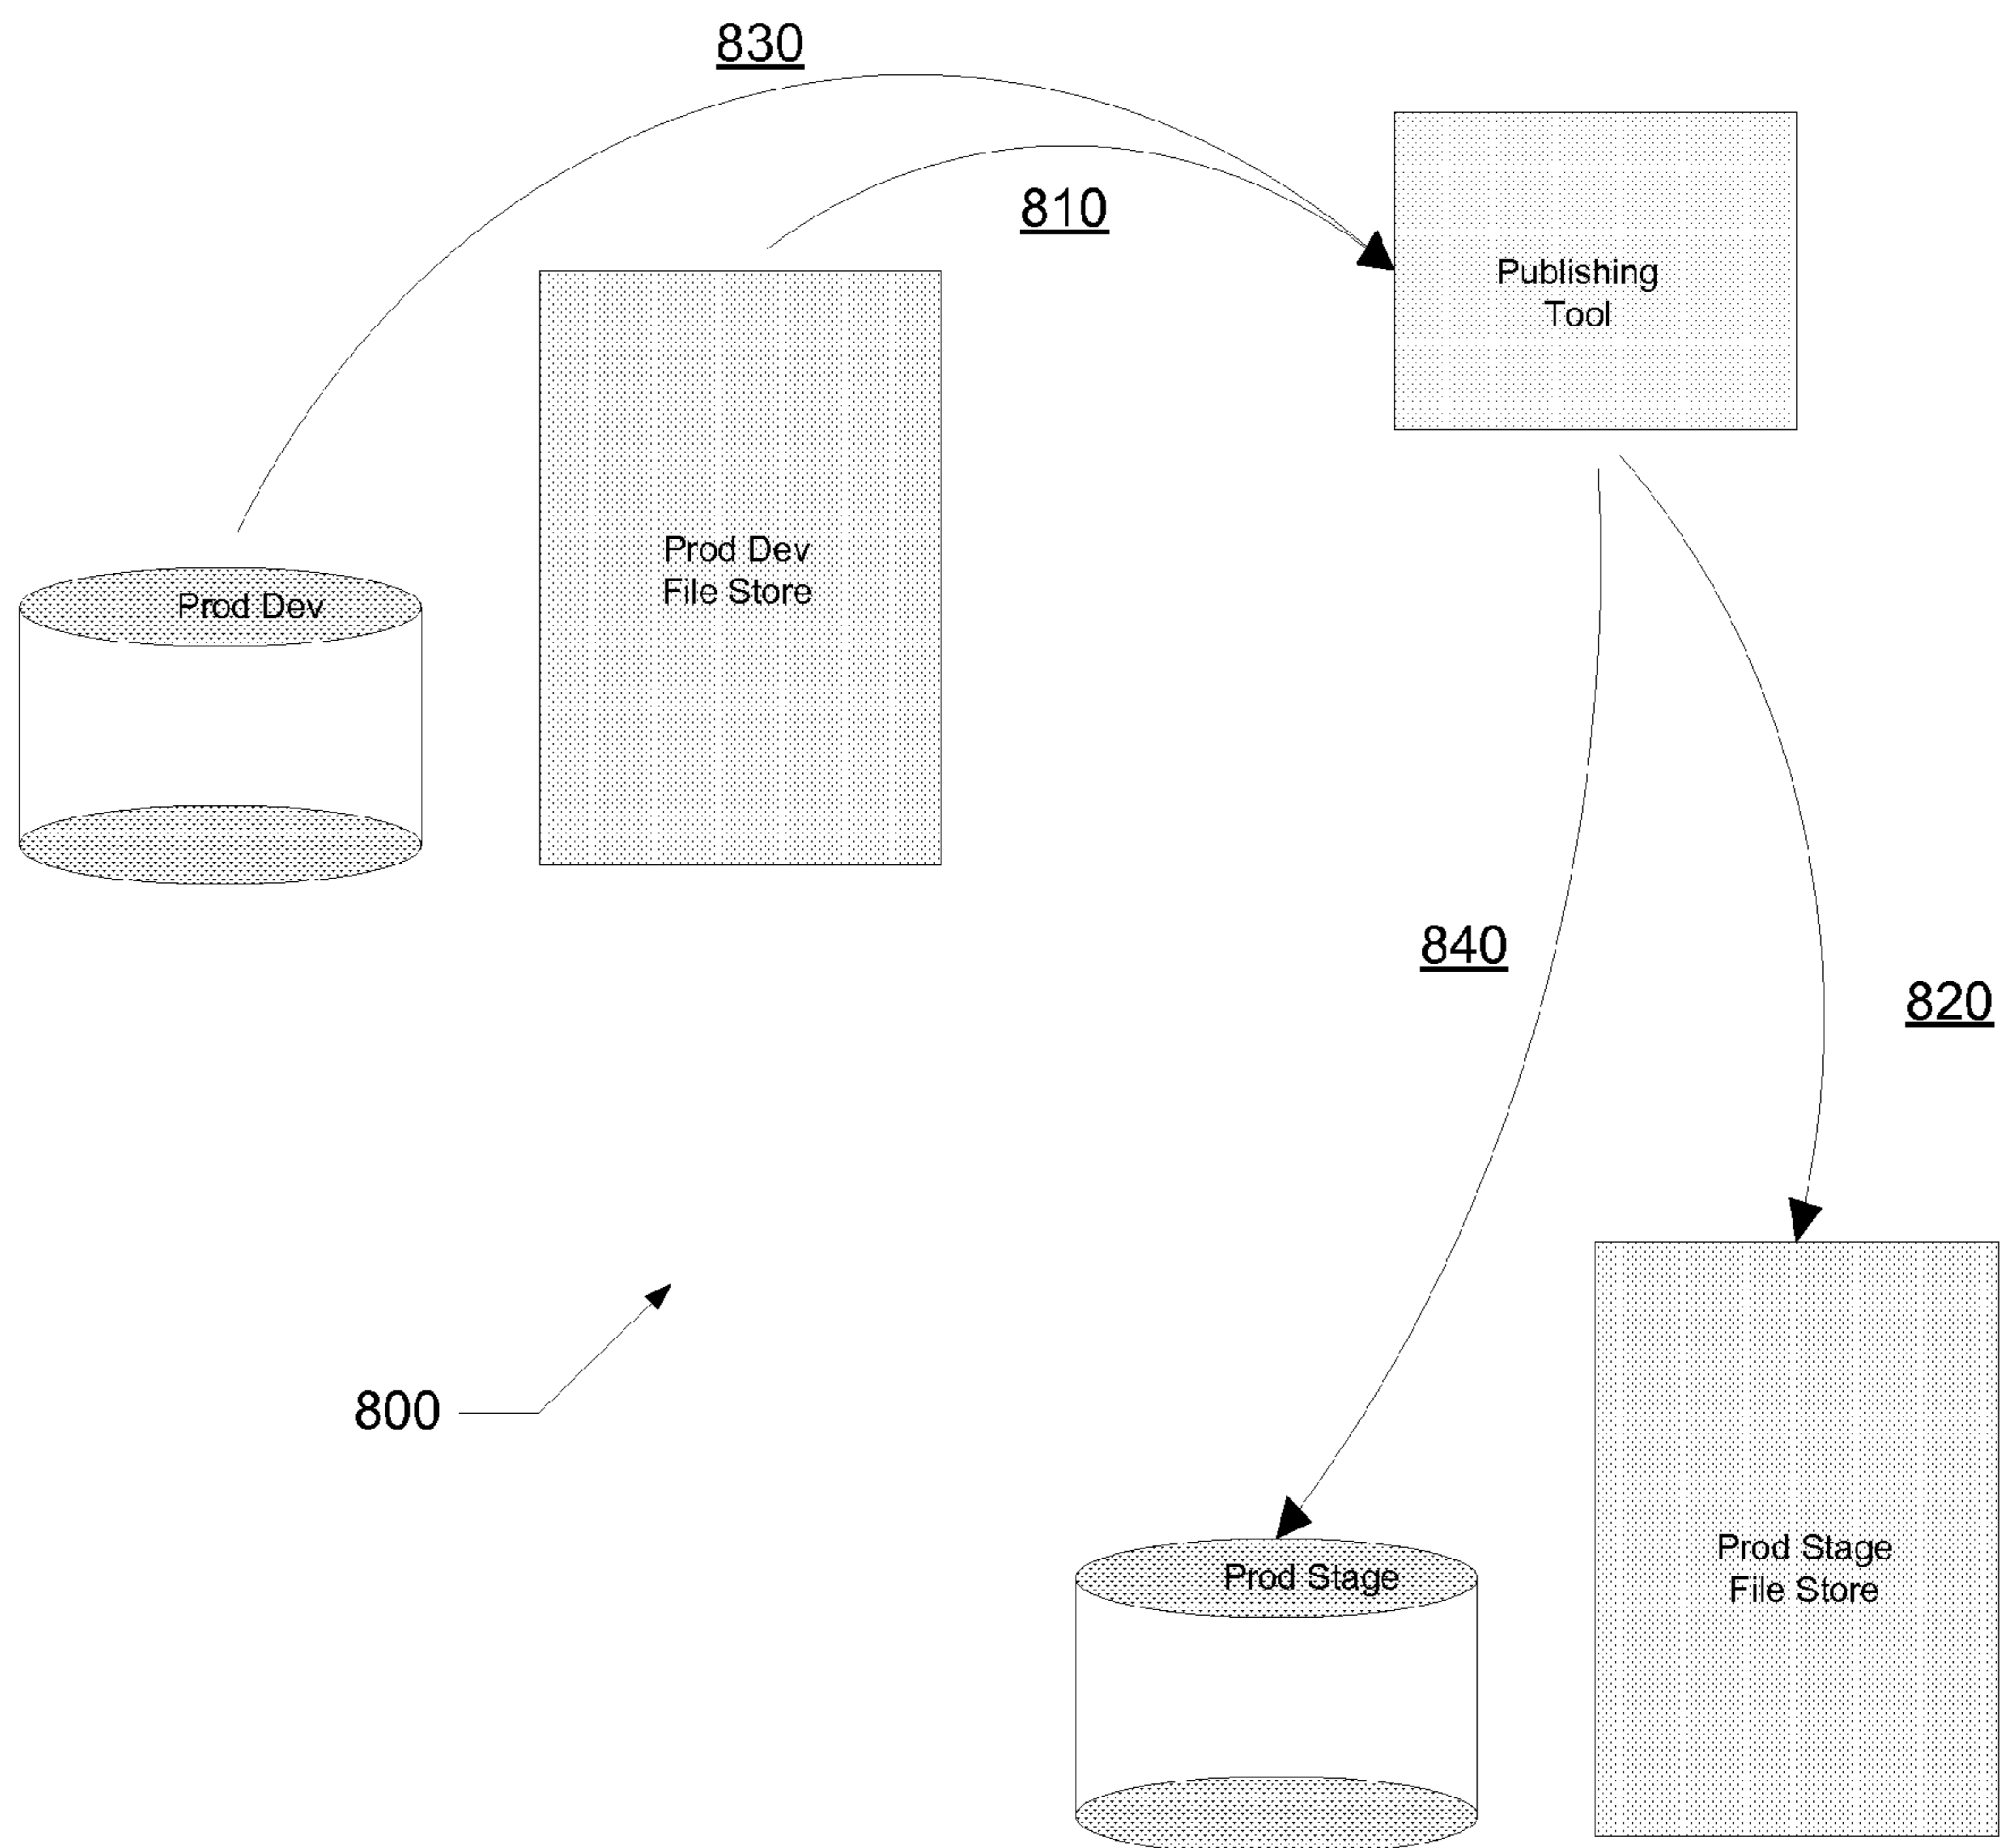 830
810
Publishing
Tool
Prod Dev
File Store
Prod Dev
840
820
800
Prod Stage
File Store
Prod Stage